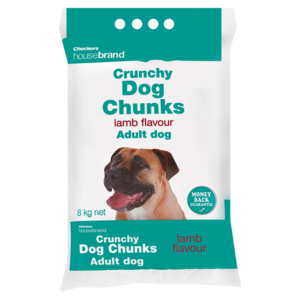 Checkers
housebrand
Crunchy
Dog
Chunks
lamb flavour
Adult dog
MONEY
BACK
GUARANTEE
8 kg net
Checkers
housebrand
Crunchy
Dog Chunks
Adult dog
lamb
flavour